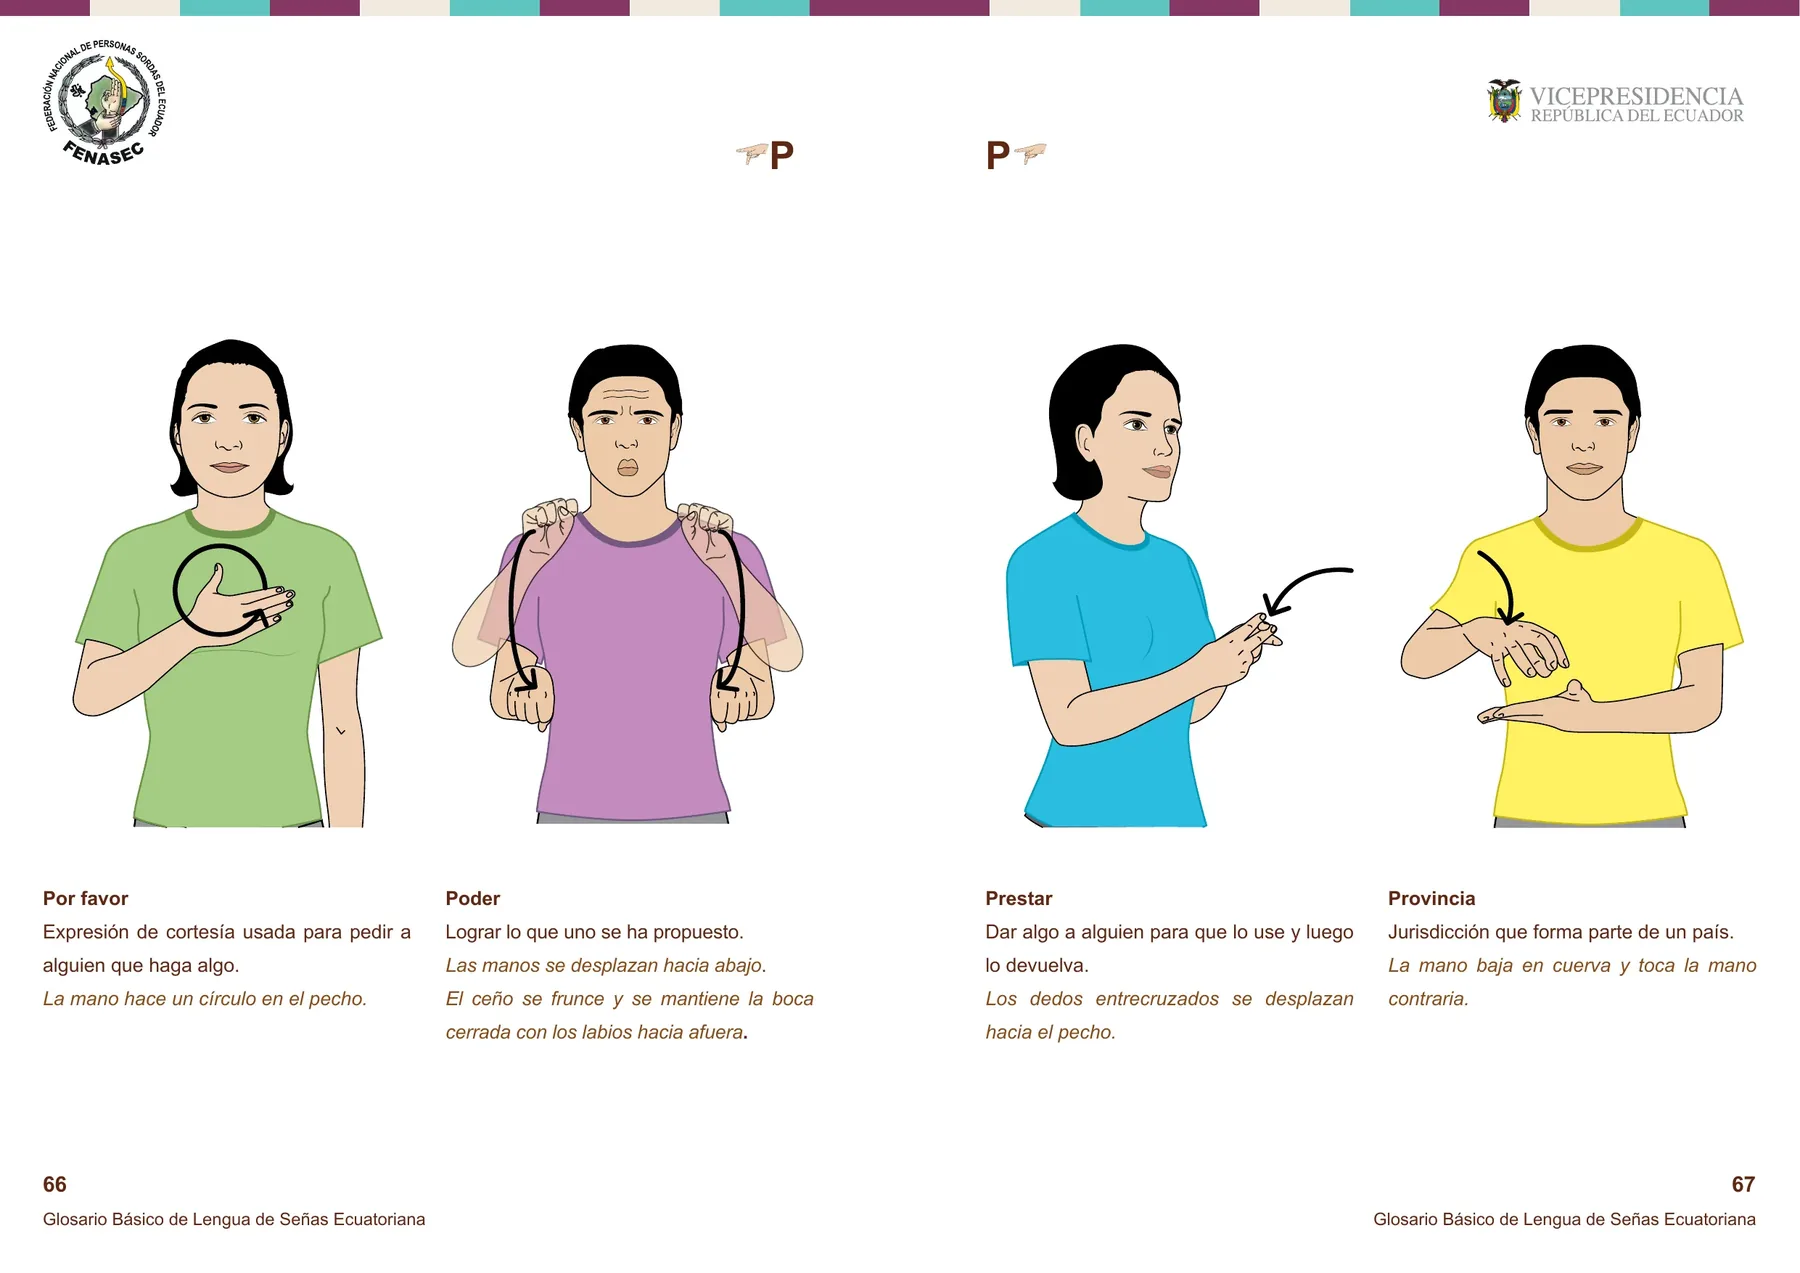 FEDERACIÓN NACIONAL DE PERSONAS SORDAS DEL ECUADOR
FENASEC
VICEPRESIDENCIA
REPÚBLICA DEL ECUADOR
P
P
Por favor
Expresión de cortesía usada para pedir a
alguien que haga algo.
La mano hace un círculo en el pecho.
Poder
Lograr lo que uno se ha propuesto.
Las manos se desplazan hacia abajo.
El ceño se frunce y se mantiene la boca
cerrada con los labios hacia afuera.
Prestar
Dar algo a alguien para que lo use y luego
lo devuelva.
Los dedos entrecruzados se desplazan
hacia el pecho.
Provincia
Jurisdicción que forma parte de un país.
La mano baja en cuerva y toca la mano
contraria.
66
Glosario Básico de Lengua de Señas Ecuatoriana
67
Glosario Básico de Lengua de Señas Ecuatoriana